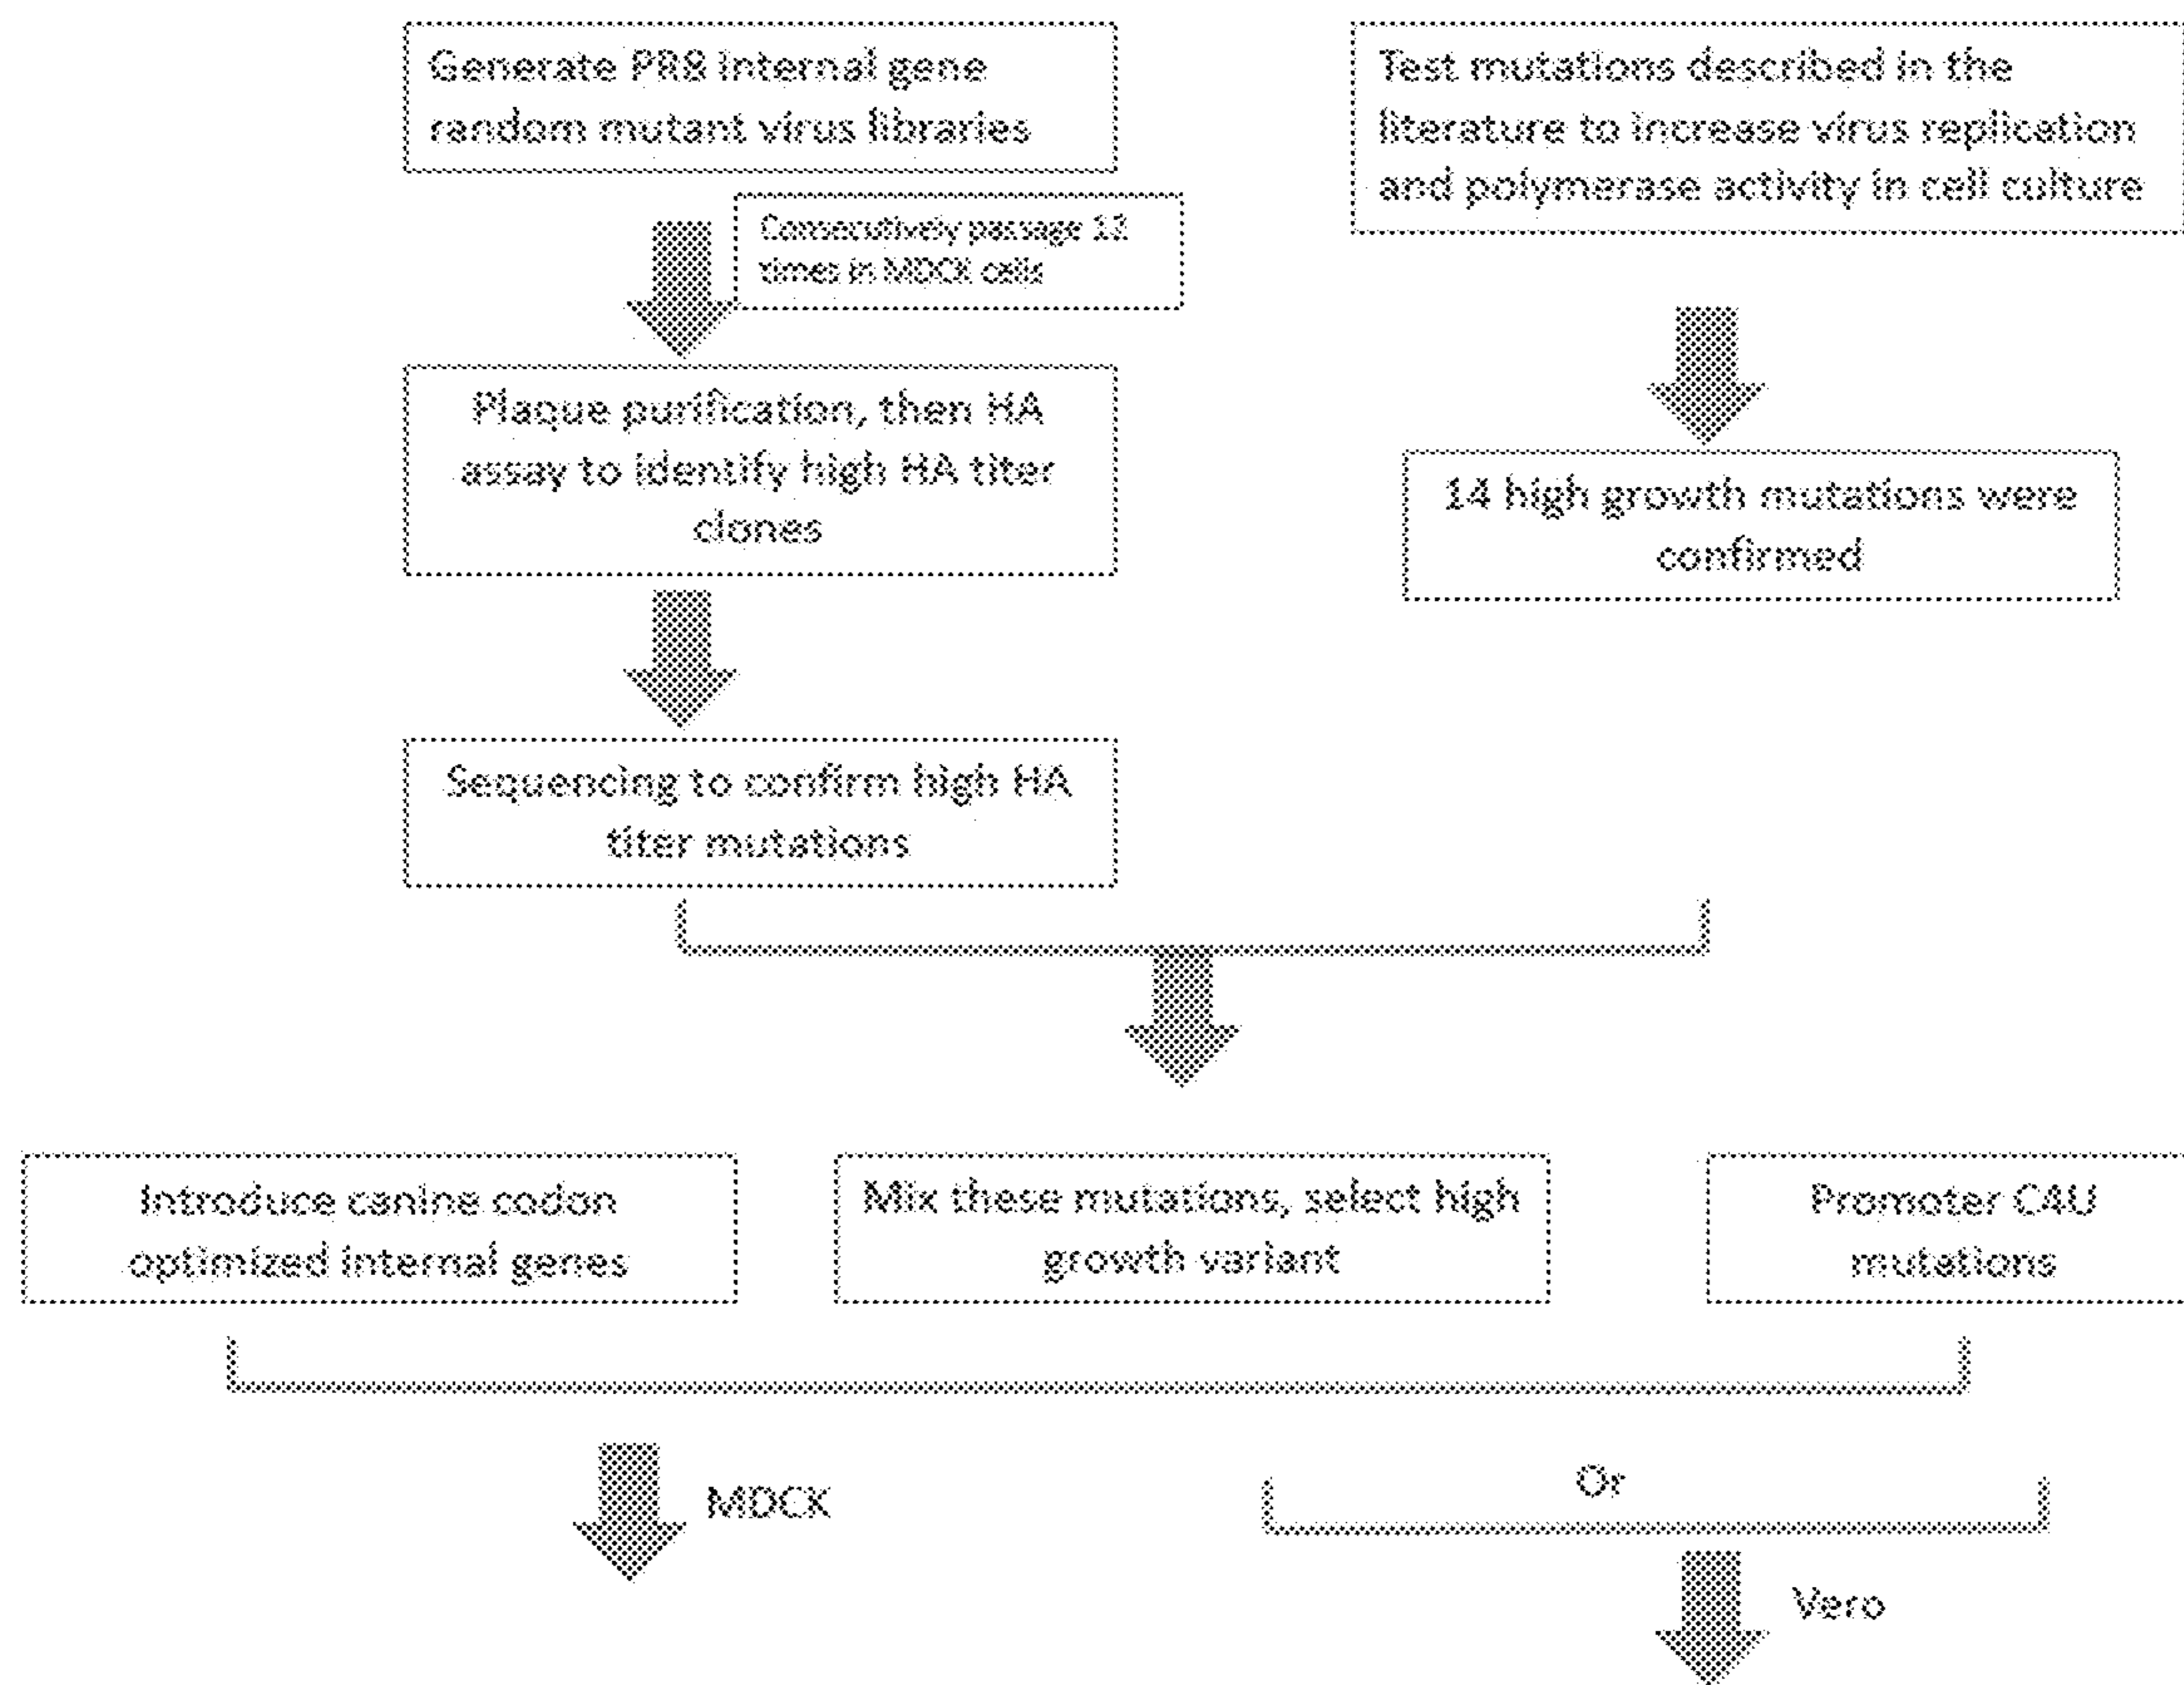 Generate PR8 internal gene
random mutant virus libraries
Test mutations described in the
literature to increase virus replication
and polymerase activity in cell culture
Consecutively passage 12
times in MDCK cells
Plaque purification, then HA
assay to identify high HA titer
clones
14 high growth mutations were
confirmed
Sequencing to confirm high HA
titer mutations
Introduce canine codon
optimized internal genes
Mix these mutations, select high
growth variant
Promoter C4U
mutations
MDCK
Or
Vero